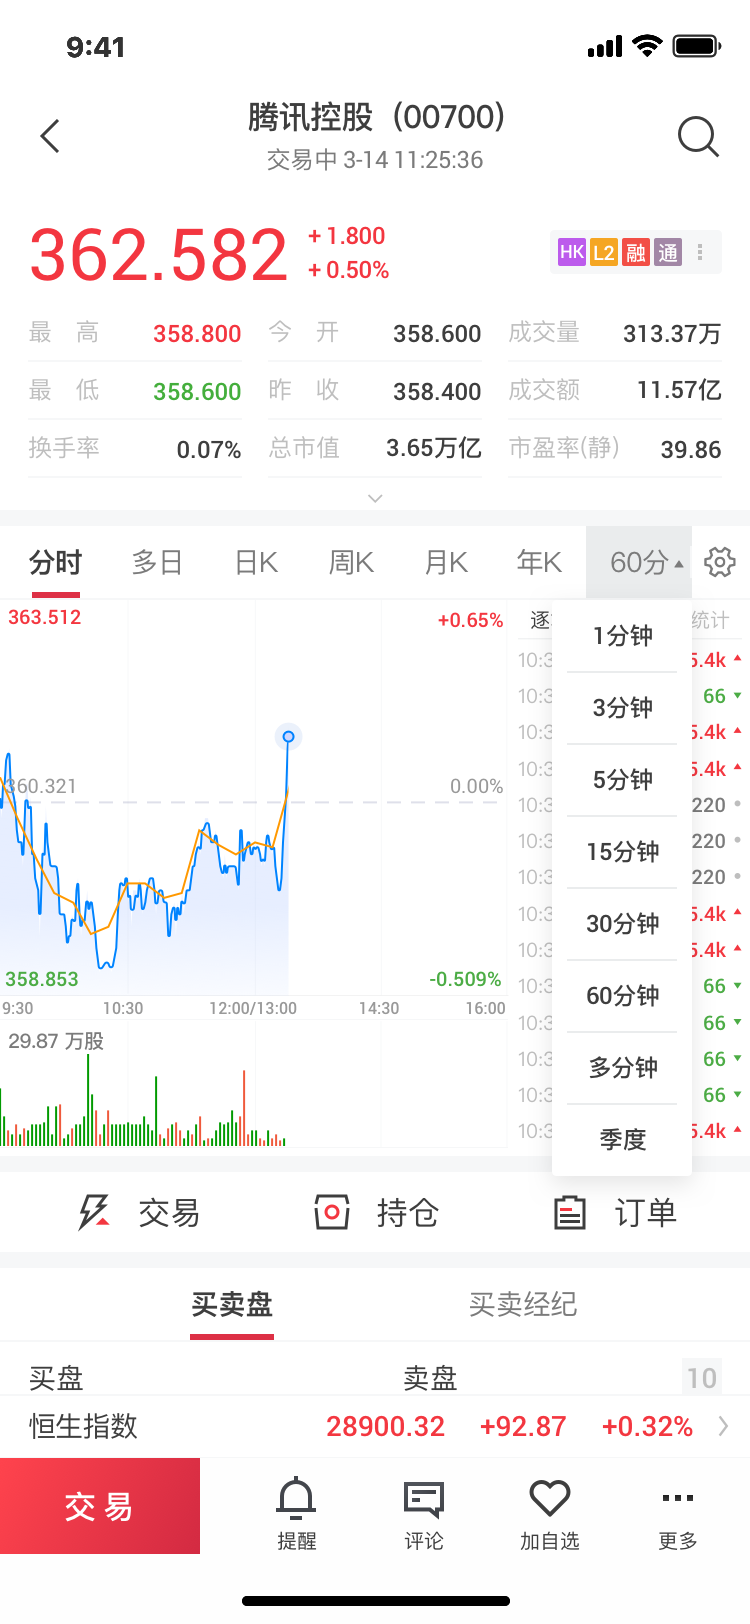 9:41
腾讯控股（00700）
交易中 3-14 11:25:36
362.582
+1.800
+0.50%
HK L2 融 通
最 高 358.800 今 开 358.600 成交量 313.37万
最 低 358.600 昨 收 358.400 成交额 11.57亿
换手率 0.07% 总市值 3.65万亿 市盈率(静) 39.86
分时 多日 日K 周K 月K 年K 60分
363.512 +0.65%
逐 统计
1分钟
3分钟
5分钟
15分钟
30分钟
60分钟
多分钟
季度
10:3 5.4k
10:3 66
10:3 5.4k
10:3 5.4k
10:3 220
10:3 220
10:3 220
10:3 5.4k
10:3 5.4k
10:3 66
10:3 66
10:3 66
10:3 66
10:3 5.4k
360.321 0.00%
358.853 -0.509%
9:30 10:30 12:00/13:00 14:30 16:00
29.87 万股
交易 持仓 订单
买卖盘 买卖经纪
买盘 卖盘 10
恒生指数 28900.32 +92.87 +0.32%
交易 提醒 评论 加自选 更多